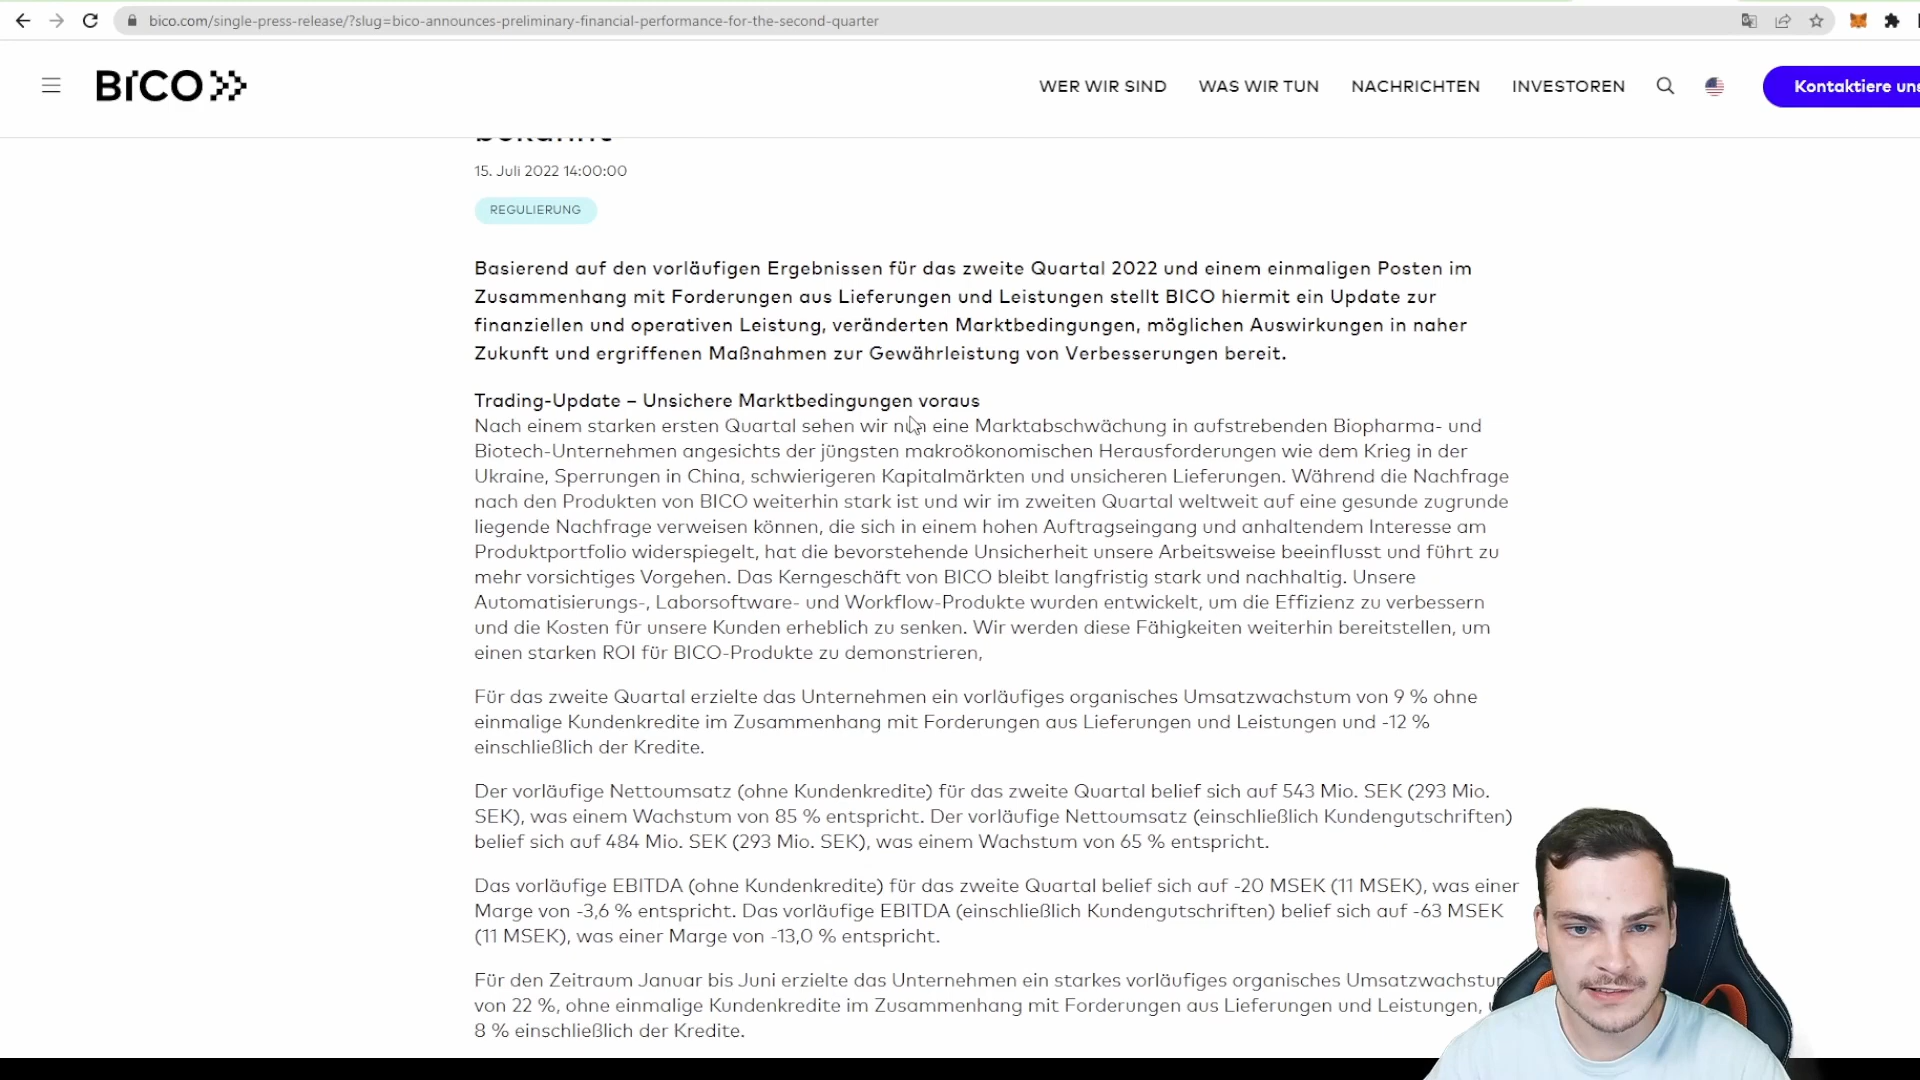 bico.com/single-press-release/?slug=bico-announces-preliminary-financial-performance-for-the-second-quarter
BICO
WER WIR SIND
WAS WIR TUN
NACHRICHTEN
INVESTOREN
Kontaktiere uns
bekannt
15. Juli 2022 14:00:00
REGULIERUNG
Basierend auf den vorläufigen Ergebnissen für das zweite Quartal 2022 und einem einmaligen Posten im
Zusammenhang mit Forderungen aus Lieferungen und Leistungen stellt BICO hiermit ein Update zur
finanziellen und operativen Leistung, veränderten Marktbedingungen, möglichen Auswirkungen in naher
Zukunft und ergriffenen Maßnahmen zur Gewährleistung von Verbesserungen bereit.
Trading-Update – Unsichere Marktbedingungen voraus
Nach einem starken ersten Quartal sehen wir nun eine Marktabschwächung in aufstrebenden Biopharma- und
Biotech-Unternehmen angesichts der jüngsten makroökonomischen Herausforderungen wie dem Krieg in der
Ukraine, Sperrungen in China, schwierigeren Kapitalmärkten und unsicheren Lieferungen. Während die Nachfrage
nach den Produkten von BICO weiterhin stark ist und wir im zweiten Quartal weltweit auf eine gesunde zugrunde
liegende Nachfrage verweisen können, die sich in einem hohen Auftragseingang und anhaltendem Interesse am
Produktportfolio widerspiegelt, hat die bevorstehende Unsicherheit unsere Arbeitsweise beeinflusst und führt zu
mehr vorsichtiges Vorgehen. Das Kerngeschäft von BICO bleibt langfristig stark und nachhaltig. Unsere
Automatisierungs-, Laborsoftware- und Workflow-Produkte wurden entwickelt, um die Effizienz zu verbessern
und die Kosten für unsere Kunden erheblich zu senken. Wir werden diese Fähigkeiten weiterhin bereitstellen, um
einen starken ROI für BICO-Produkte zu demonstrieren,
Für das zweite Quartal erzielte das Unternehmen ein vorläufiges organisches Umsatzwachstum von 9 % ohne
einmalige Kundenkredite im Zusammenhang mit Forderungen aus Lieferungen und Leistungen und -12 %
einschließlich der Kredite.
Der vorläufige Nettoumsatz (ohne Kundenkredite) für das zweite Quartal belief sich auf 543 Mio. SEK (293 Mio.
SEK), was einem Wachstum von 85 % entspricht. Der vorläufige Nettoumsatz (einschließlich Kundengutschriften)
belief sich auf 484 Mio. SEK (293 Mio. SEK), was einem Wachstum von 65 % entspricht.
Das vorläufige EBITDA (ohne Kundenkredite) für das zweite Quartal belief sich auf -20 MSEK (11 MSEK), was einer
Marge von -3,6 % entspricht. Das vorläufige EBITDA (einschließlich Kundengutschriften) belief sich auf -63 MSEK
(11 MSEK), was einer Marge von -13,0 % entspricht.
Für den Zeitraum Januar bis Juni erzielte das Unternehmen ein starkes vorläufiges organisches Umsatzwachstum
von 22 %, ohne einmalige Kundenkredite im Zusammenhang mit Forderungen aus Lieferungen und Leistungen,
8 % einschließlich der Kredite.